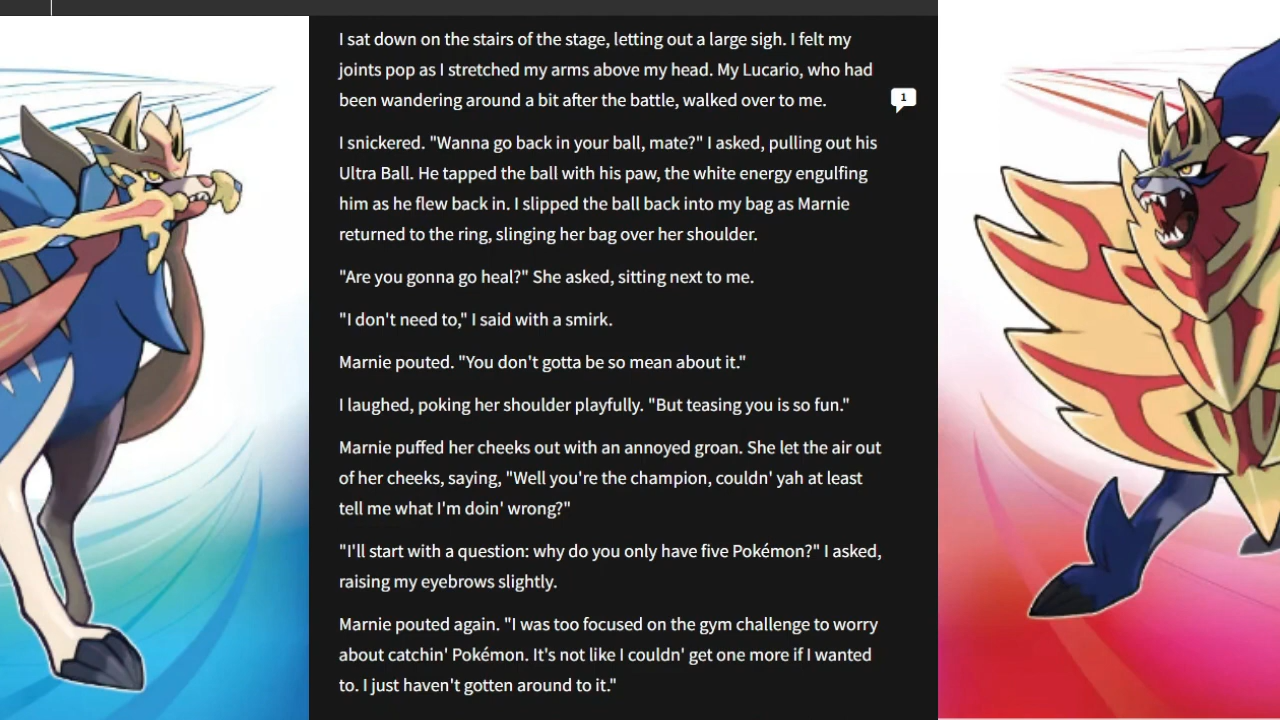 I sat down on the stairs of the stage, letting out a large sigh. I felt my
joints pop as I stretched my arms above my head. My Lucario, who had
been wandering around a bit after the battle, walked over to me.
1
I snickered. "Wanna go back in your ball, mate?" I asked, pulling out his
Ultra Ball. He tapped the ball with his paw, the white energy engulfing
him as he flew back in. I slipped the ball back into my bag as Marnie
returned to the ring, slinging her bag over her shoulder.
"Are you gonna go heal?" She asked, sitting next to me.
"I don't need to," I said with a smirk.
Marnie pouted. "You don't gotta be so mean about it."
I laughed, poking her shoulder playfully. "But teasing you is so fun."
Marnie puffed her cheeks out with an annoyed groan. She let the air out
of her cheeks, saying, "Well you're the champion, couldn' yah at least
tell me what I'm doin' wrong?"
"I'll start with a question: why do you only have five Pokémon?" I asked,
raising my eyebrows slightly.
Marnie pouted again. "I was too focused on the gym challenge to worry
about catchin' Pokémon. It's not like I couldn' get one more if I wanted
to. I just haven't gotten around to it."